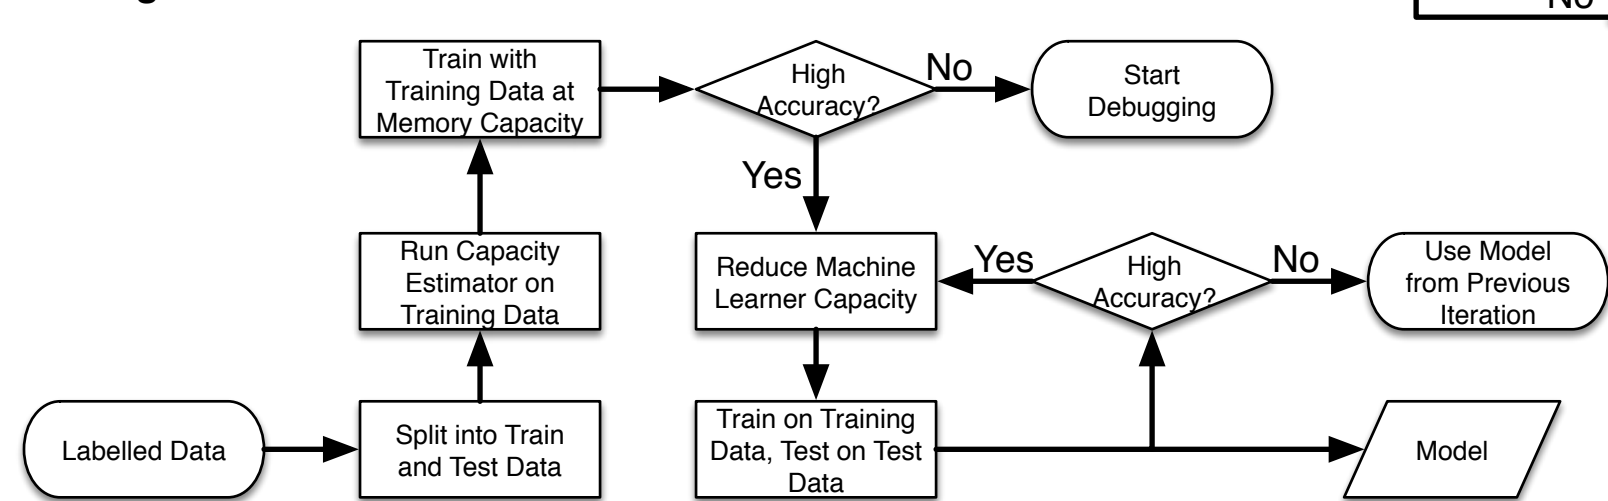 No
Train with
Training Data at
Memory Capacity
High
Accuracy?
No
Start
Debugging
Yes
Run Capacity
Estimator on
Training Data
Reduce Machine
Learner Capacity
Yes
High
Accuracy?
No
Use Model
from Previous
Iteration
Labelled Data
Split into Train
and Test Data
Train on Training
Data, Test on Test
Data
Model